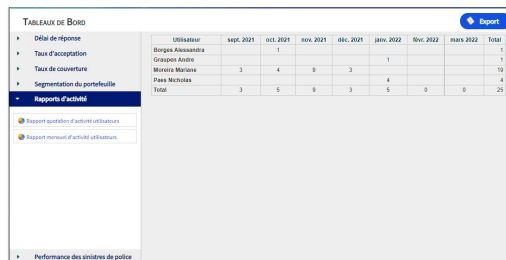 TABLEAUX DE BORD
Export
Délai de réponse
Taux d'acceptation
Taux de couverture
Segmentation du portefeuille
Rapports d'activité
Rapport quotidien d'activité utilisateurs
Rapport mensuel d'activité utilisateurs
Performance des sinistres de police
Utilisateur sept. 2021 oct. 2021 nov. 2021 déc. 2021 janv. 2022 févr. 2022 mars 2022 Total
Borges Alessandra 1 1
Graupen Andre 1 1
Moreira Mariane 3 4 9 3 19
Paes Nicholas 4 4
Total 3 5 9 3 5 0 0 25